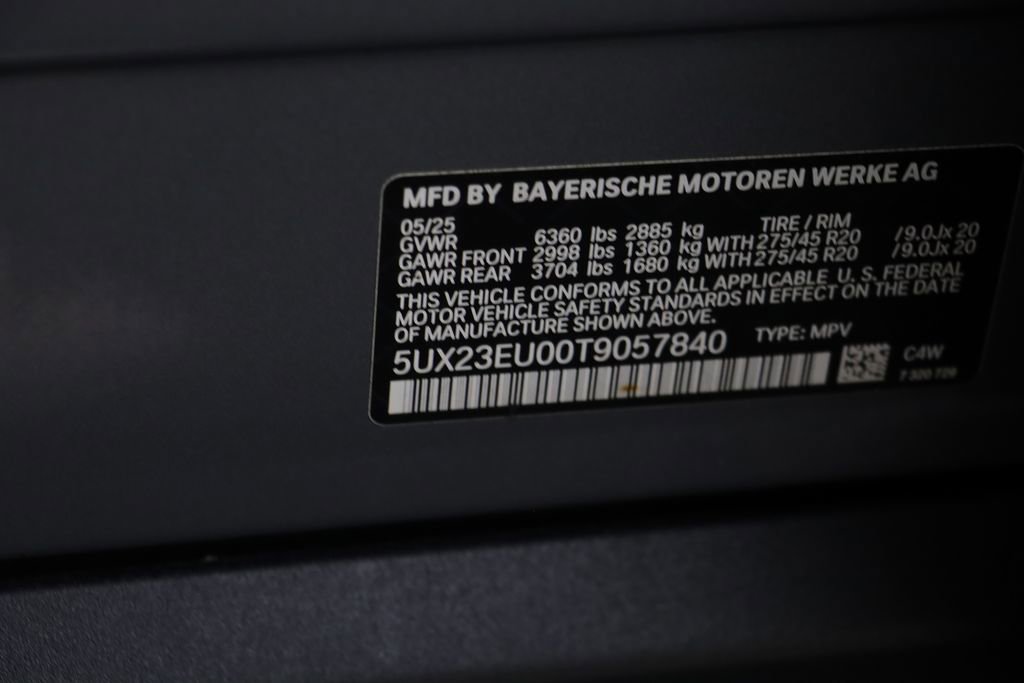 MFD BY BAYERISCHE MOTOREN WERKE AG
05/25 TIRE / RIM
GVWR 6360 lbs 2885 kg
GAWR FRONT 2998 lbs 1360 kg WITH 275/45 R20 /9.0Jx 20
GAWR REAR 3704 lbs 1680 kg WITH 275/45 R20 /9.0Jx 20
THIS VEHICLE CONFORMS TO ALL APPLICABLE U. S. FEDERAL
MOTOR VEHICLE SAFETY STANDARDS IN EFFECT ON THE DATE
OF MANUFACTURE SHOWN ABOVE.
5UX23EU00T9057840 TYPE: MPV
C4W
7 320 729